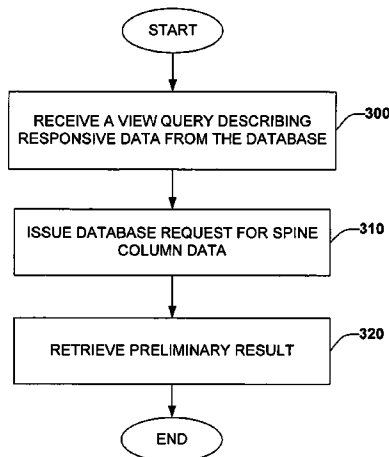 START
RECEIVE A VIEW QUERY DESCRIBING
RESPONSIVE DATA FROM THE DATABASE
300
ISSUE DATABASE REQUEST FOR SPINE
COLUMN DATA
310
RETRIEVE PRELIMINARY RESULT
320
END